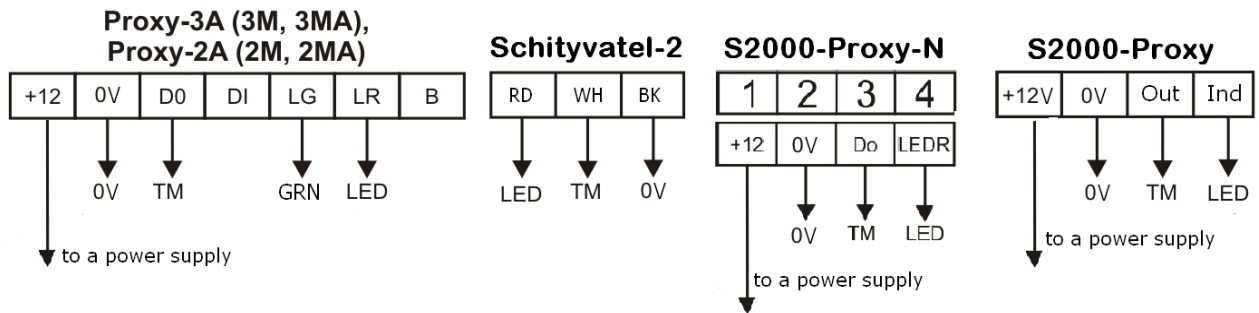 Proxy-3A (3M, 3MA),
Proxy-2A (2M, 2MA)
+12 0V D0 DI LG LR B
0V TM GRN LED
to a power supply
Schityvatel-2
RD WH BK
LED TM 0V
S2000-Proxy-N
1 2 3 4
+12 0V Do LEDR
0V TM LED
to a power supply
S2000-Proxy
+12V 0V Out Ind
0V TM LED
to a power supply